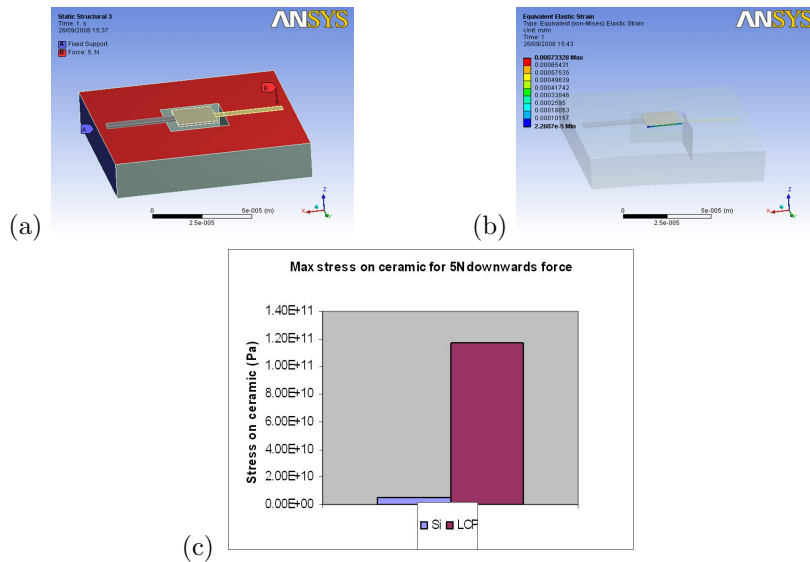 Static Structural 3
Time: 1. s
26/09/2008 15:37
A Fixed Support
B Force: 5. N
ANSYS
B
A
0
5e-005 (m)
2.5e-005
Z
X
Y
(a)
Equivalent Elastic Strain
Type: Equivalent (von-Mises) Elastic Strain
Unit: m/m
Time: 1
26/09/2008 15:43
ANSYS
0.00073328 Max
0.00065431
0.00057535
0.00049639
0.00041742
0.00033846
0.0002595
0.00018053
0.00010157
2.2607e-5 Min
0
5e-005 (m)
2.5e-005
Z
X
Y
(b)
Max stress on ceramic for 5N downwards force
Stress on ceramic (Pa)
1.40E+11
1.20E+11
1.00E+11
8.00E+10
6.00E+10
4.00E+10
2.00E+10
0.00E+00
Si LCP
(c)